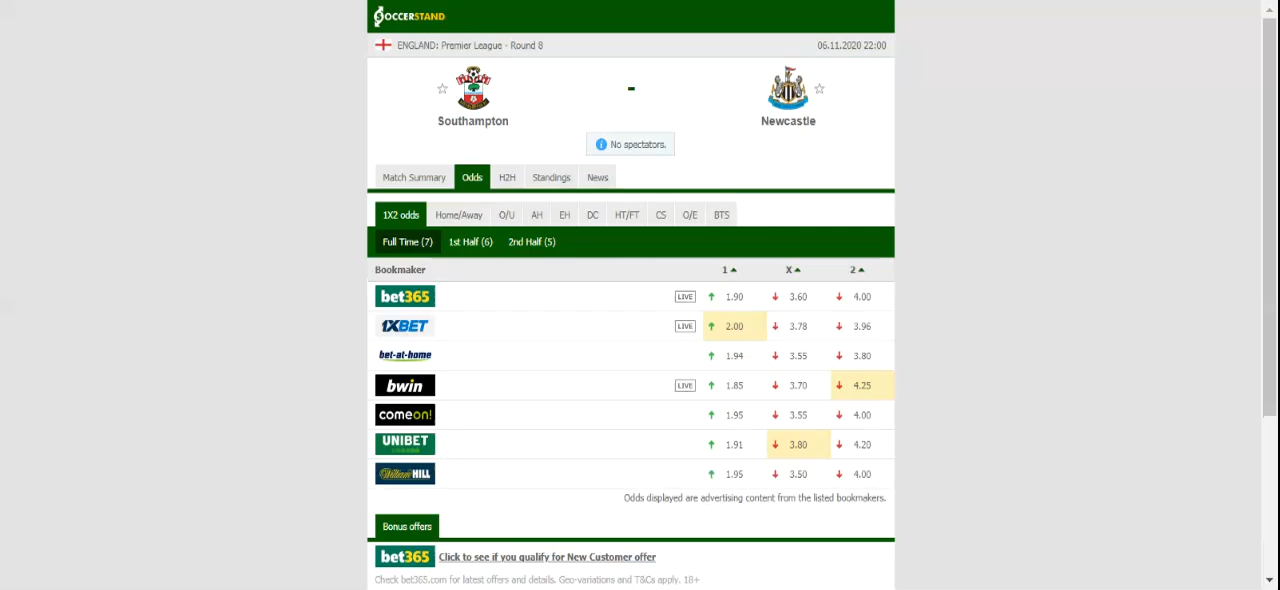 SOCCERSTAND
ENGLAND: Premier League - Round 8 06.11.2020 22:00
-
Southampton Newcastle
No spectators.
Match Summary Odds H2H Standings News
1X2 odds Home/Away O/U AH EH DC HT/FT CS O/E BTS
Full Time (7) 1st Half (6) 2nd Half (5)
Bookmaker 1 X 2
bet365 LIVE 1.90 3.60 4.00
1XBET LIVE 2.00 3.78 3.96
bet-at-home 1.94 3.55 3.80
bwin LIVE 1.85 3.70 4.25
comeon! 1.95 3.55 4.00
UNIBET 1.91 3.80 4.20
William HILL 1.95 3.50 4.00
Odds displayed are advertising content from the listed bookmakers.
Bonus offers
bet365 Click to see if you qualify for New Customer offer
Check bet365.com for latest offers and details. Geo-variations and T&Cs apply. 18+